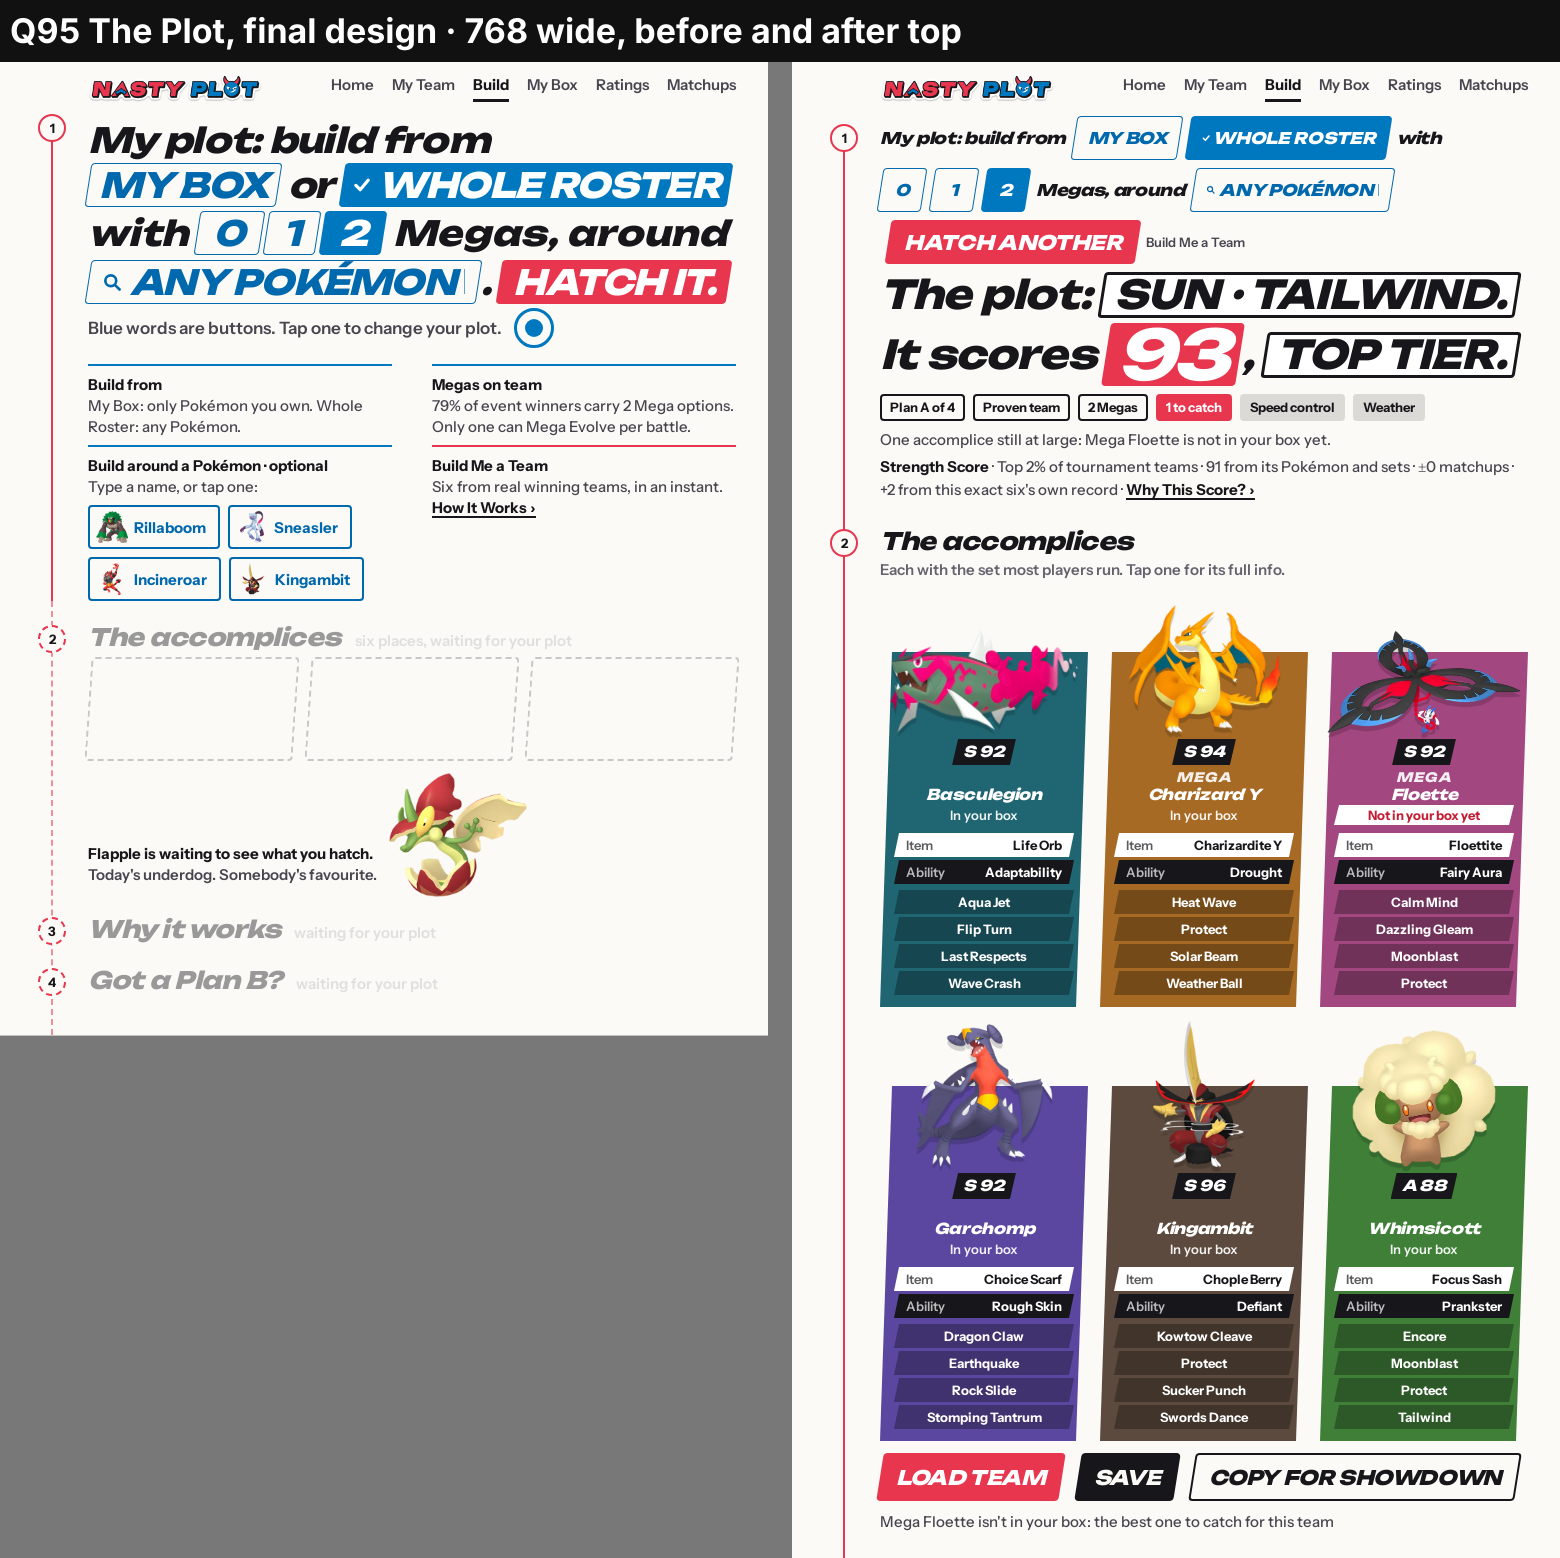 Q95 The Plot, final design · 768 wide, before and after top
NASTY PLOT
Home My Team Build My Box Ratings Matchups
1
My plot: build from
MY BOX or WHOLE ROSTER
with 0 1 2 Megas, around
ANY POKÉMON . HATCH IT.
Blue words are buttons. Tap one to change your plot.
Build from
My Box: only Pokémon you own. Whole
Roster: any Pokémon.
Megas on team
79% of event winners carry 2 Mega options.
Only one can Mega Evolve per battle.
Build around a Pokémon · optional
Type a name, or tap one:
Rillaboom Sneasler
Incineroar Kingambit
Build Me a Team
Six from real winning teams, in an instant.
How It Works ›
2
The accomplices six places, waiting for your plot
Flapple is waiting to see what you hatch.
Today's underdog. Somebody's favourite.
3
Why it works waiting for your plot
4
Got a Plan B? waiting for your plot
NASTY PLOT
Home My Team Build My Box Ratings Matchups
1
My plot: build from MY BOX WHOLE ROSTER with
0 1 2 Megas, around ANY POKÉMON
HATCH ANOTHER Build Me a Team
The plot: SUN · TAILWIND.
It scores 93, TOP TIER.
Plan A of 4 Proven team 2 Megas 1 to catch Speed control Weather
One accomplice still at large: Mega Floette is not in your box yet.
Strength Score · Top 2% of tournament teams · 91 from its Pokémon and sets · ±0 matchups ·
+2 from this exact six's own record · Why This Score? ›
2
The accomplices
Each with the set most players run. Tap one for its full info.
S 92
Basculegion
In your box
Item Life Orb
Ability Adaptability
Aqua Jet
Flip Turn
Last Respects
Wave Crash
S 94
MEGA
Charizard Y
In your box
Item Charizardite Y
Ability Drought
Heat Wave
Protect
Solar Beam
Weather Ball
S 92
MEGA
Floette
Not in your box yet
Item Floettite
Ability Fairy Aura
Calm Mind
Dazzling Gleam
Moonblast
Protect
S 92
Garchomp
In your box
Item Choice Scarf
Ability Rough Skin
Dragon Claw
Earthquake
Rock Slide
Stomping Tantrum
S 96
Kingambit
In your box
Item Chople Berry
Ability Defiant
Kowtow Cleave
Protect
Sucker Punch
Swords Dance
A 88
Whimsicott
In your box
Item Focus Sash
Ability Prankster
Encore
Moonblast
Protect
Tailwind
LOAD TEAM SAVE COPY FOR SHOWDOWN
Mega Floette isn't in your box: the best one to catch for this team